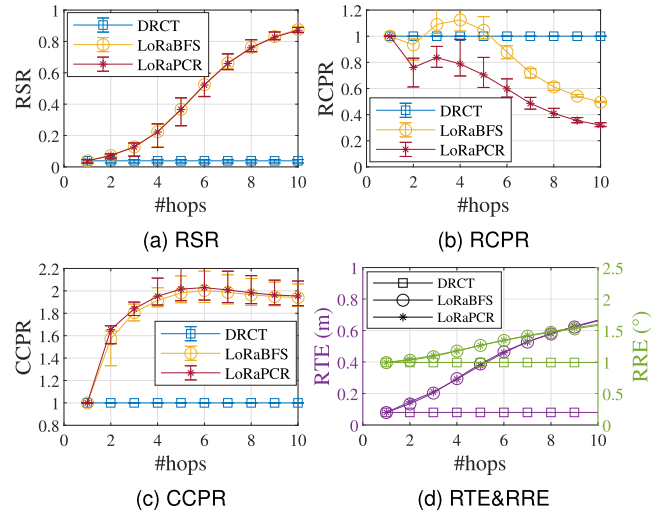 RSR
1
0.8
0.6
0.4
0.2
0
0 2 4 6 8 10
#hops
DRCT
LoRaBFS
LoRaPCR
(a) RSR
RCPR
1.2
1
0.8
0.6
0.4
0.2
0
0 2 4 6 8 10
#hops
DRCT
LoRaBFS
LoRaPCR
(b) RCPR
CCPR
2.2
2
1.8
1.6
1.4
1.2
1
0.8
0 2 4 6 8 10
#hops
DRCT
LoRaBFS
LoRaPCR
(c) CCPR
RTE (m)
1
0.8
0.6
0.4
0.2
0
0 2 4 6 8 10
#hops
DRCT
LoRaBFS
LoRaPCR
2.5
2
1.5
1
0.5
0
RRE (°)
(d) RTE&RRE